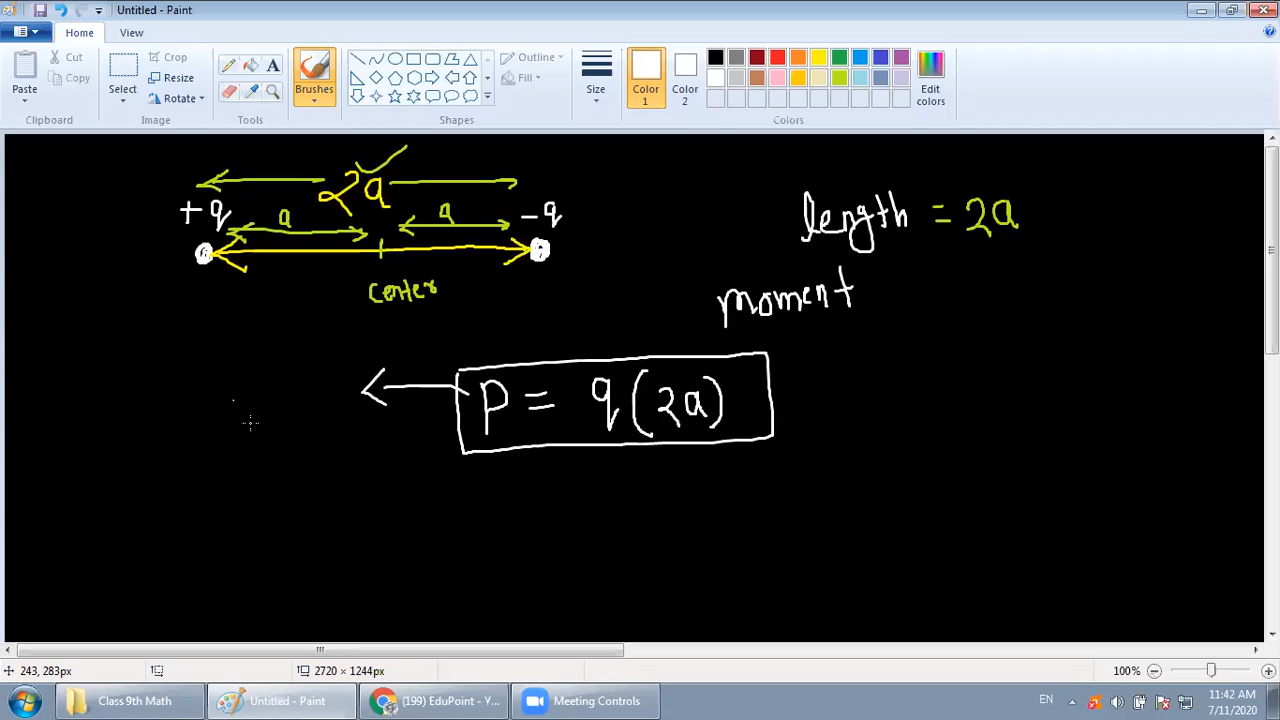 Untitled - Paint
Home View
Cut
Copy
Paste
Clipboard
Select
Crop
Resize
Rotate
Image
A
Tools
Brushes
Outline
Fill
Shapes
Size
Color 1
Color 2
Edit colors
Colors
2a
+q a a -q
center
length = 2a
moment
P = q(2a)
243, 283px
2720 × 1244px
100%
Class 9th Math
Untitled - Paint
(199) EduPoint - Y...
Meeting Controls
EN
11:42 AM
7/11/2020